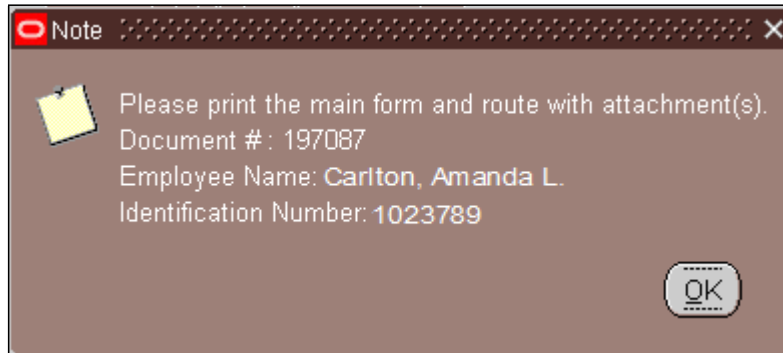 Note
Please print the main form and route with attachment(s).
Document # : 197087
Employee Name: Carlton, Amanda L.
Identification Number: 1023789
OK